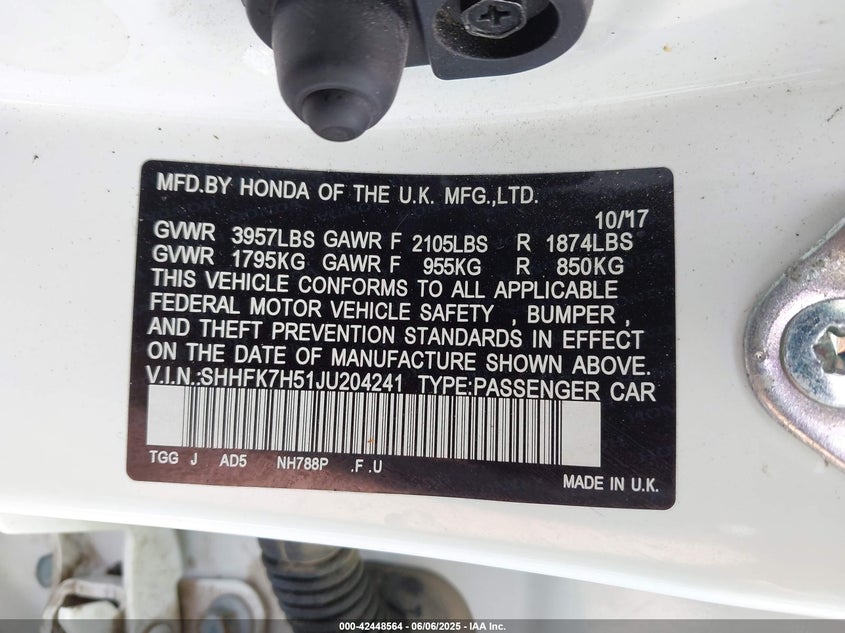 MFD.BY HONDA OF THE U.K. MFG.,LTD.
10/'17
GVWR 3957LBS GAWR F 2105LBS R 1874LBS
GVWR 1795KG GAWR F 955KG R 850KG
THIS VEHICLE CONFORMS TO ALL APPLICABLE
FEDERAL MOTOR VEHICLE SAFETY , BUMPER ,
AND THEFT PREVENTION STANDARDS IN EFFECT
ON THE DATE OF MANUFACTURE SHOWN ABOVE.
V.I.N.:SHHFK7H51JU204241 TYPE:PASSENGER CAR
TGG J AD5 NH788P .F .U
MADE IN U.K.
000-42448564 - 06/06/2025 - IAA Inc.